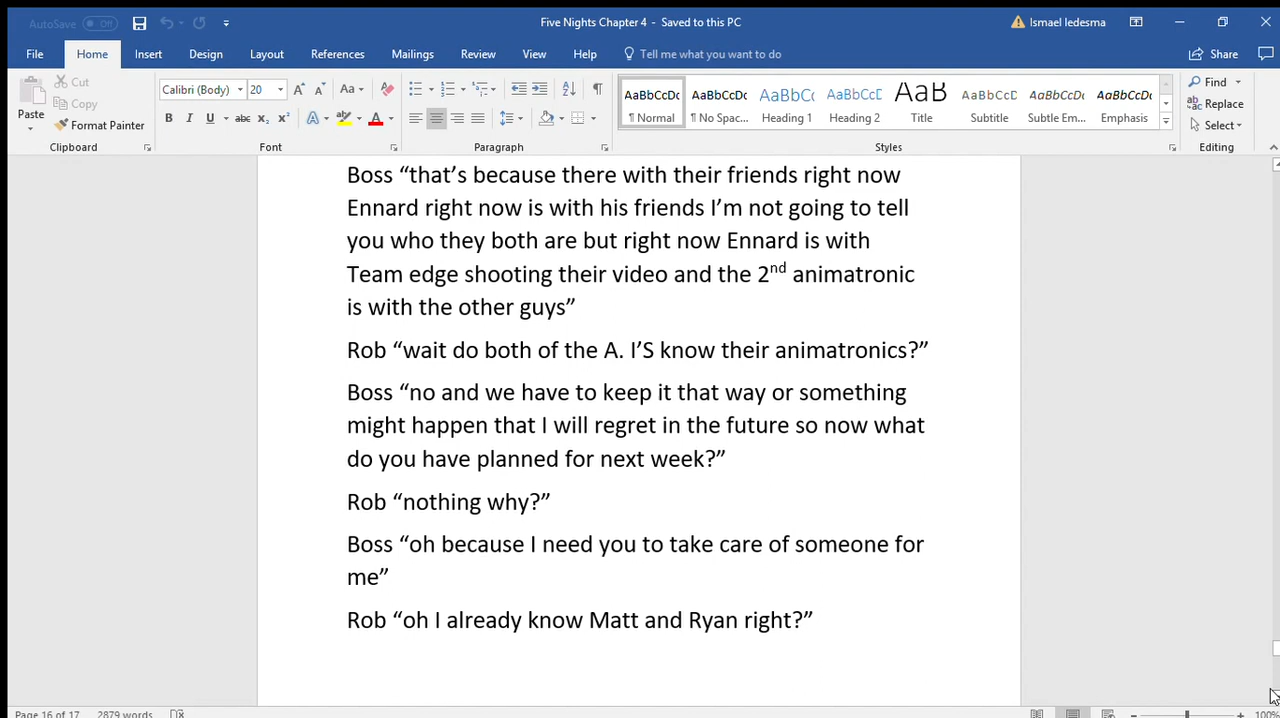 AutoSave Off
Five Nights Chapter 4 - Saved to this PC
Ismael ledesma
File Home Insert Design Layout References Mailings Review View Help Tell me what you want to do Share
Paste
Cut
Copy
Format Painter
Clipboard
Calibri (Body) 20
Font
Paragraph
AaBbCcDc AaBbCcDc AaBbCc AaBbCcD AaB AaBbCcD AaBbCcDc AaBbCcDc
¶ Normal ¶ No Spac... Heading 1 Heading 2 Title Subtitle Subtle Em... Emphasis
Styles
Find
Replace
Select
Editing
Boss “that’s because there with their friends right now
Ennard right now is with his friends I’m not going to tell
you who they both are but right now Ennard is with
Team edge shooting their video and the 2nd animatronic
is with the other guys”
Rob “wait do both of the A. I’S know their animatronics?”
Boss “no and we have to keep it that way or something
might happen that I will regret in the future so now what
do you have planned for next week?”
Rob “nothing why?”
Boss “oh because I need you to take care of someone for
me”
Rob “oh I already know Matt and Ryan right?”
Page 16 of 17 2879 words 100%